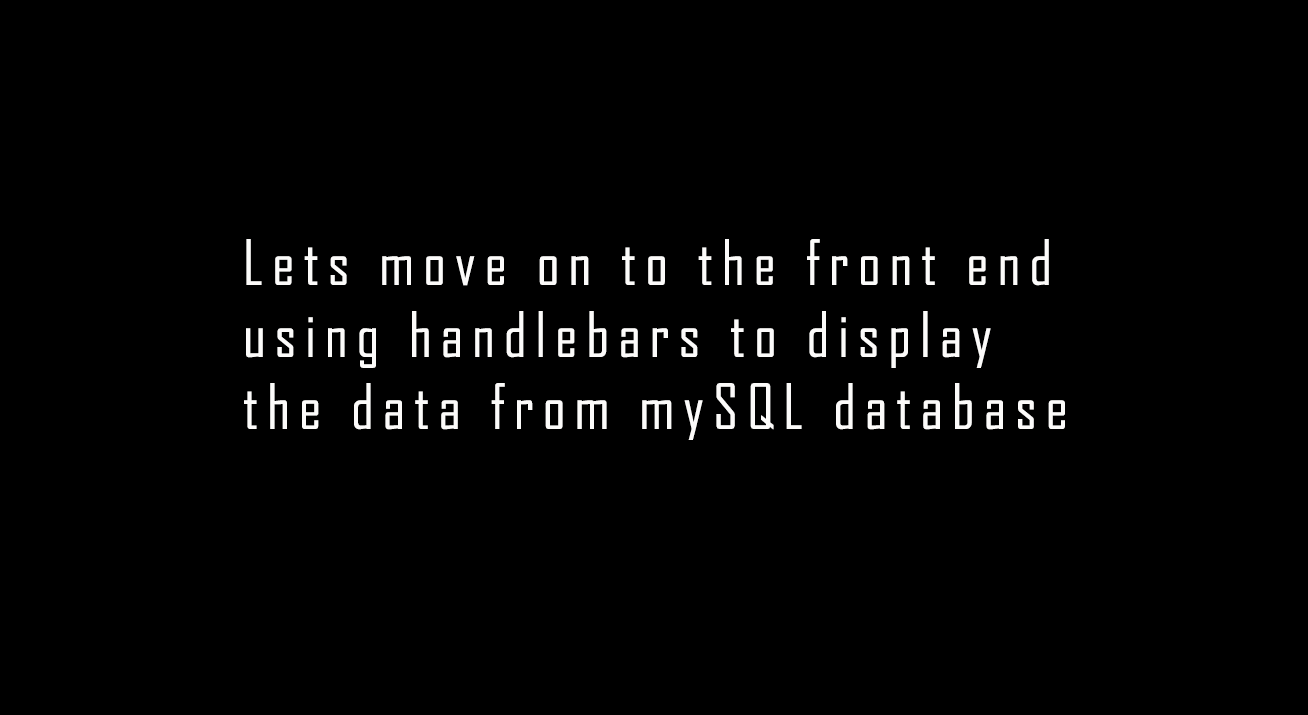 Lets move on to the front end
using handlebars to display
the data from mySQL database